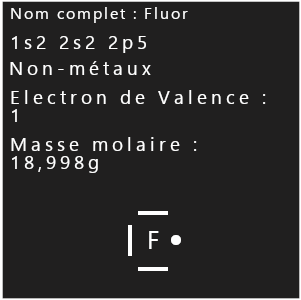 Nom complet : Fluor
1s2 2s2 2p5
Non-métaux
Electron de Valence :
1
Masse molaire :
18,998g
F